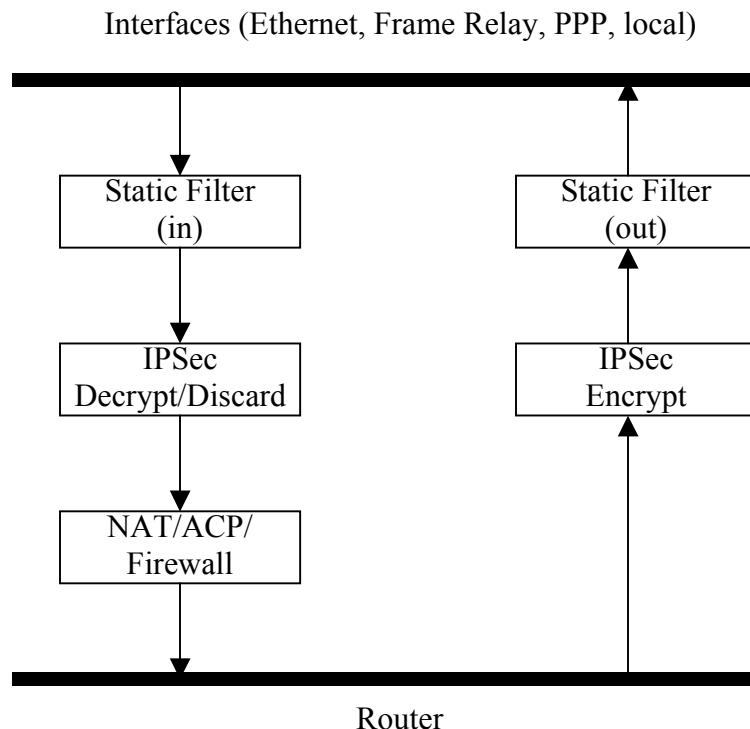 Interfaces (Ethernet, Frame Relay, PPP, local)
Static Filter
(in)
Static Filter
(out)
IPSec
Decrypt/Discard
IPSec
Encrypt
NAT/ACP/
Firewall
Router